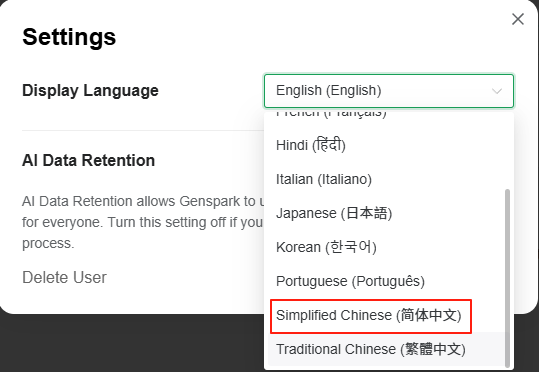 Settings
Display Language
English (English)
French (Français)
Hindi (हिंदी)
Italian (Italiano)
Japanese (日本語)
Korean (한국어)
Portuguese (Português)
Simplified Chinese (简体中文)
Traditional Chinese (繁體中文)
AI Data Retention
AI Data Retention allows Genspark to
for everyone. Turn this setting off if you
process.
Delete User